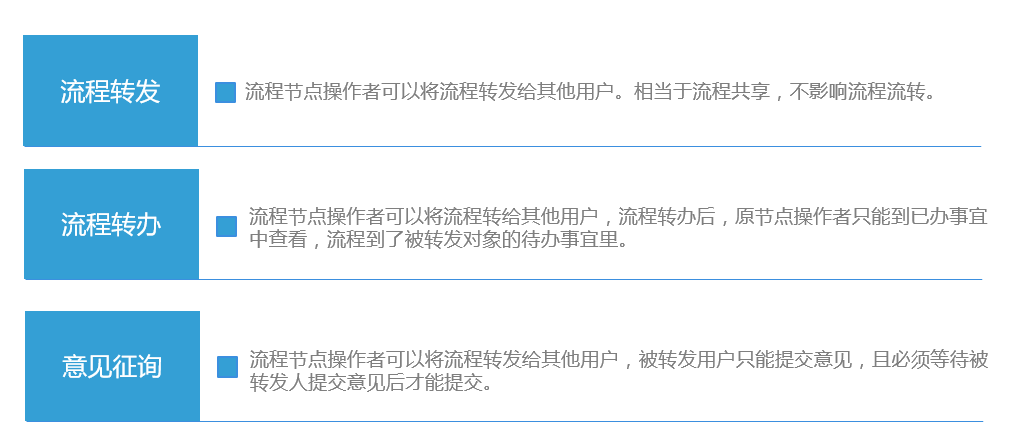 流程转发
流程节点操作者可以将流程转发给其他用户。相当于流程共享，不影响流程流转。
流程转办
流程节点操作者可以将流程转给其他用户，流程转办后，原节点操作者只能到已办事宜
中查看，流程到了被转发对象的待办事宜里。
意见征询
流程节点操作者可以将流程转发给其他用户，被转发用户只能提交意见，且必须等待被
转发人提交意见后才能提交。